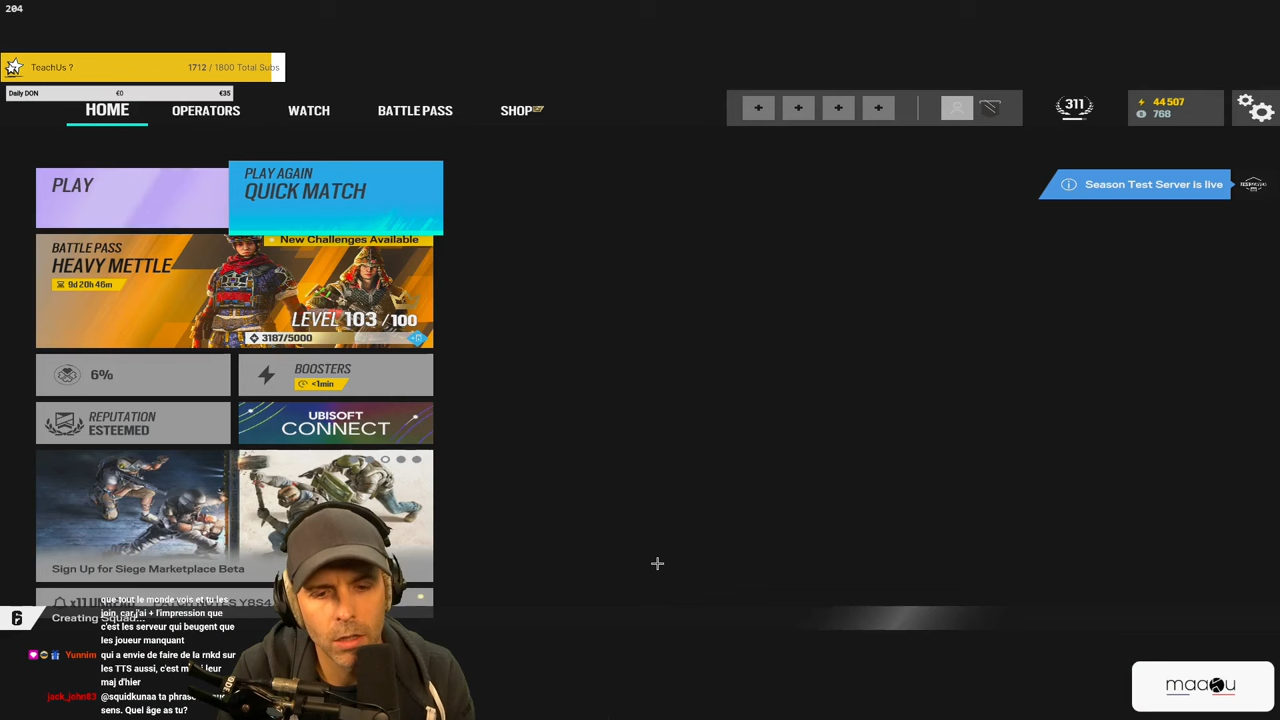 204
TeachUs ?
1712 / 1800 Total Subs
Daily DON €0 €35
HOME OPERATORS WATCH BATTLE PASS SHOP
311
44 507
768
PLAY
PLAY AGAIN
QUICK MATCH
Season Test Server is live
New Challenges Available
BATTLE PASS
HEAVY METTLE
9d 20h 46m
LEVEL 103 / 100
3187/5000
6%
BOOSTERS
<1min
REPUTATION
ESTEEMED
UBISOFT
CONNECT
Sign Up for Siege Marketplace Beta
Creating Squad...
que tout le monde vois et tu les
join, car j'ai + l'impression que
c'est les serveur qui beugent que
les joueur manquant
Yunnim qui a envie de faire de la rnkd sur
les TTS aussi, c'est
leur
maj d'hier
jack_john83 @squidkunaa ta
sens. Quel âge as tu?
maaou